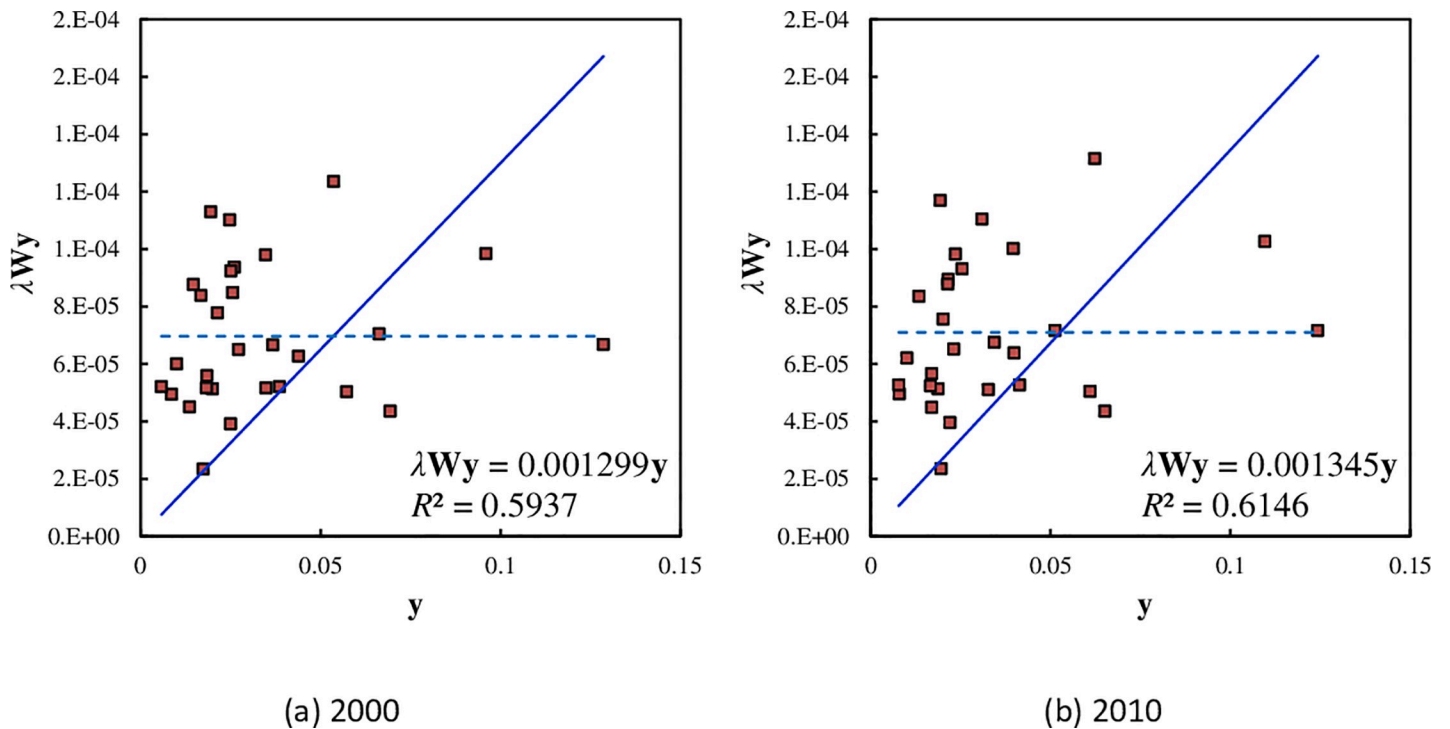 2.E-04
2.E-04
1.E-04
1.E-04
1.E-04
8.E-05
6.E-05
4.E-05
2.E-05
0.E+00
λWy
0 0.05 0.1 0.15
y
λWy = 0.001299y
R² = 0.5937
(a) 2000
2.E-04
2.E-04
1.E-04
1.E-04
1.E-04
8.E-05
6.E-05
4.E-05
2.E-05
0.E+00
λWy
0 0.05 0.1 0.15
y
λWy = 0.001345y
R² = 0.6146
(b) 2010